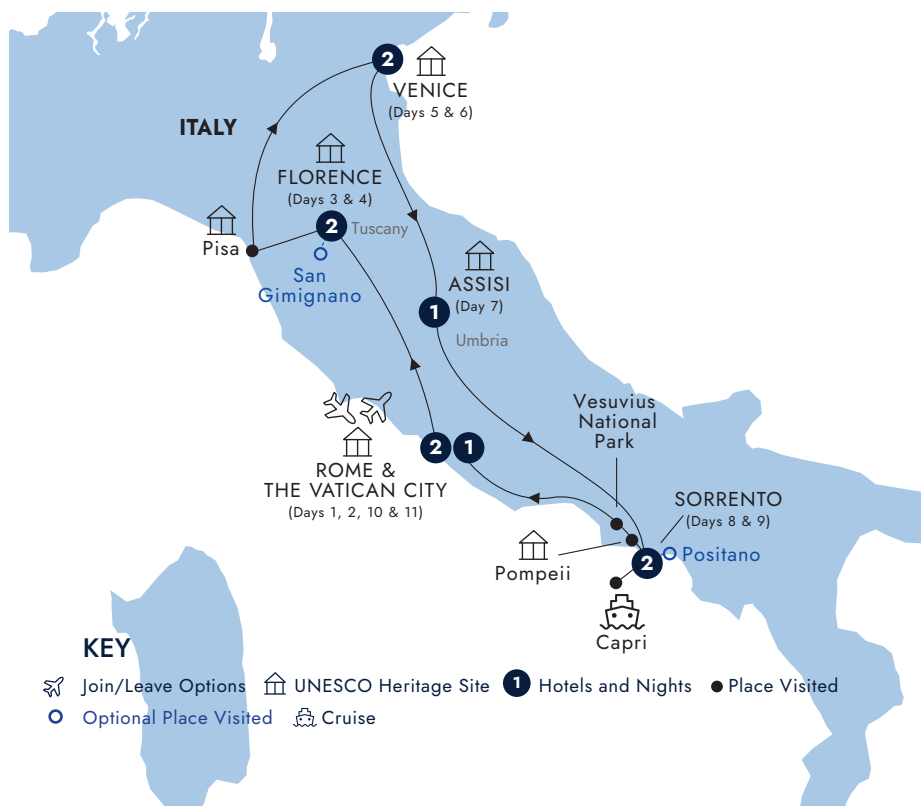 2
VENICE
(Days 5 & 6)
ITALY
FLORENCE
(Days 3 & 4)
2
Tuscany
Pisa
San
Gimignano
ASSISI
(Day 7)
1
Umbria
Vesuvius
National
Park
2
1
ROME &
THE VATICAN CITY
(Days 1, 2, 10 & 11)
SORRENTO
(Days 8 & 9)
Positano
2
Pompeii
Capri
KEY
Join/Leave Options
UNESCO Heritage Site
1
Hotels and Nights
Place Visited
Optional Place Visited
Cruise